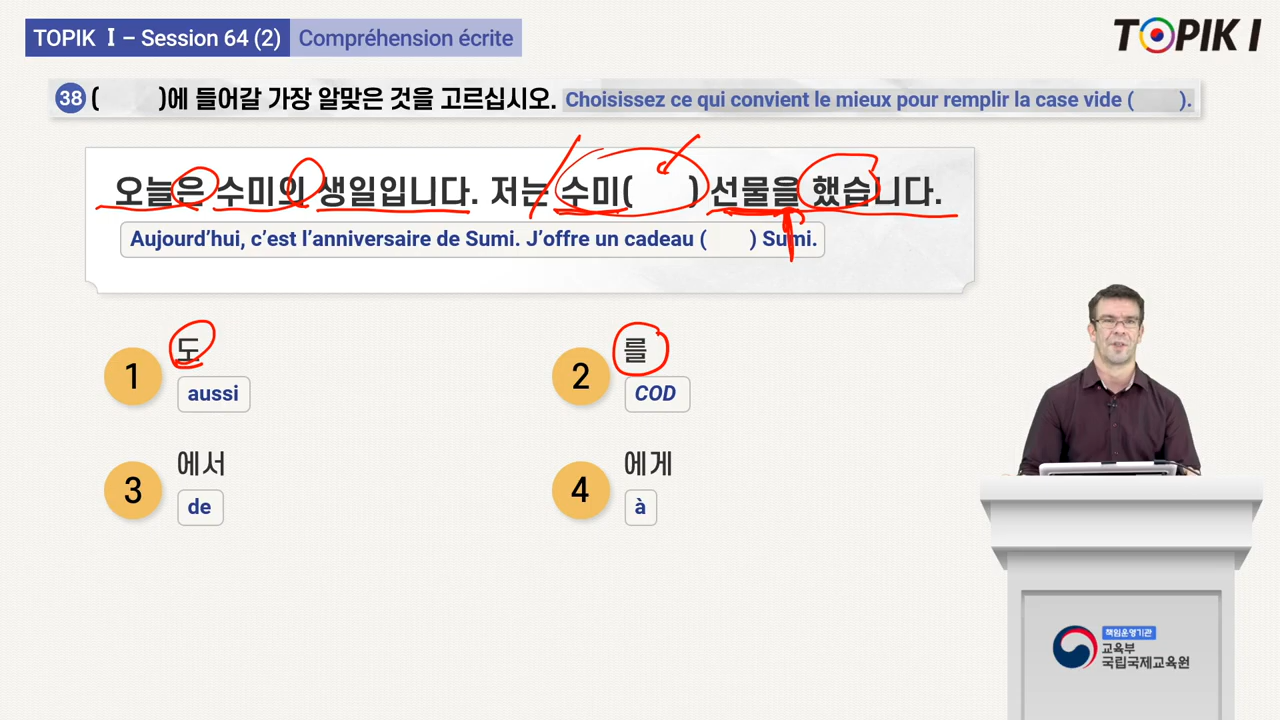 TOPIK I – Session 64 (2) Compréhension écrite
TOPIK I
38 ( )에 들어갈 가장 알맞은 것을 고르십시오. Choisissez ce qui convient le mieux pour remplir la case vide ( ).
오늘은 수미의 생일입니다. 저는 수미( ) 선물을 했습니다.
Aujourd'hui, c'est l'anniversaire de Sumi. J'offre un cadeau ( ) Sumi.
1 도
aussi
2 를
COD
3 에서
de
4 에게
à
책임운영기관
교육부
국립국제교육원